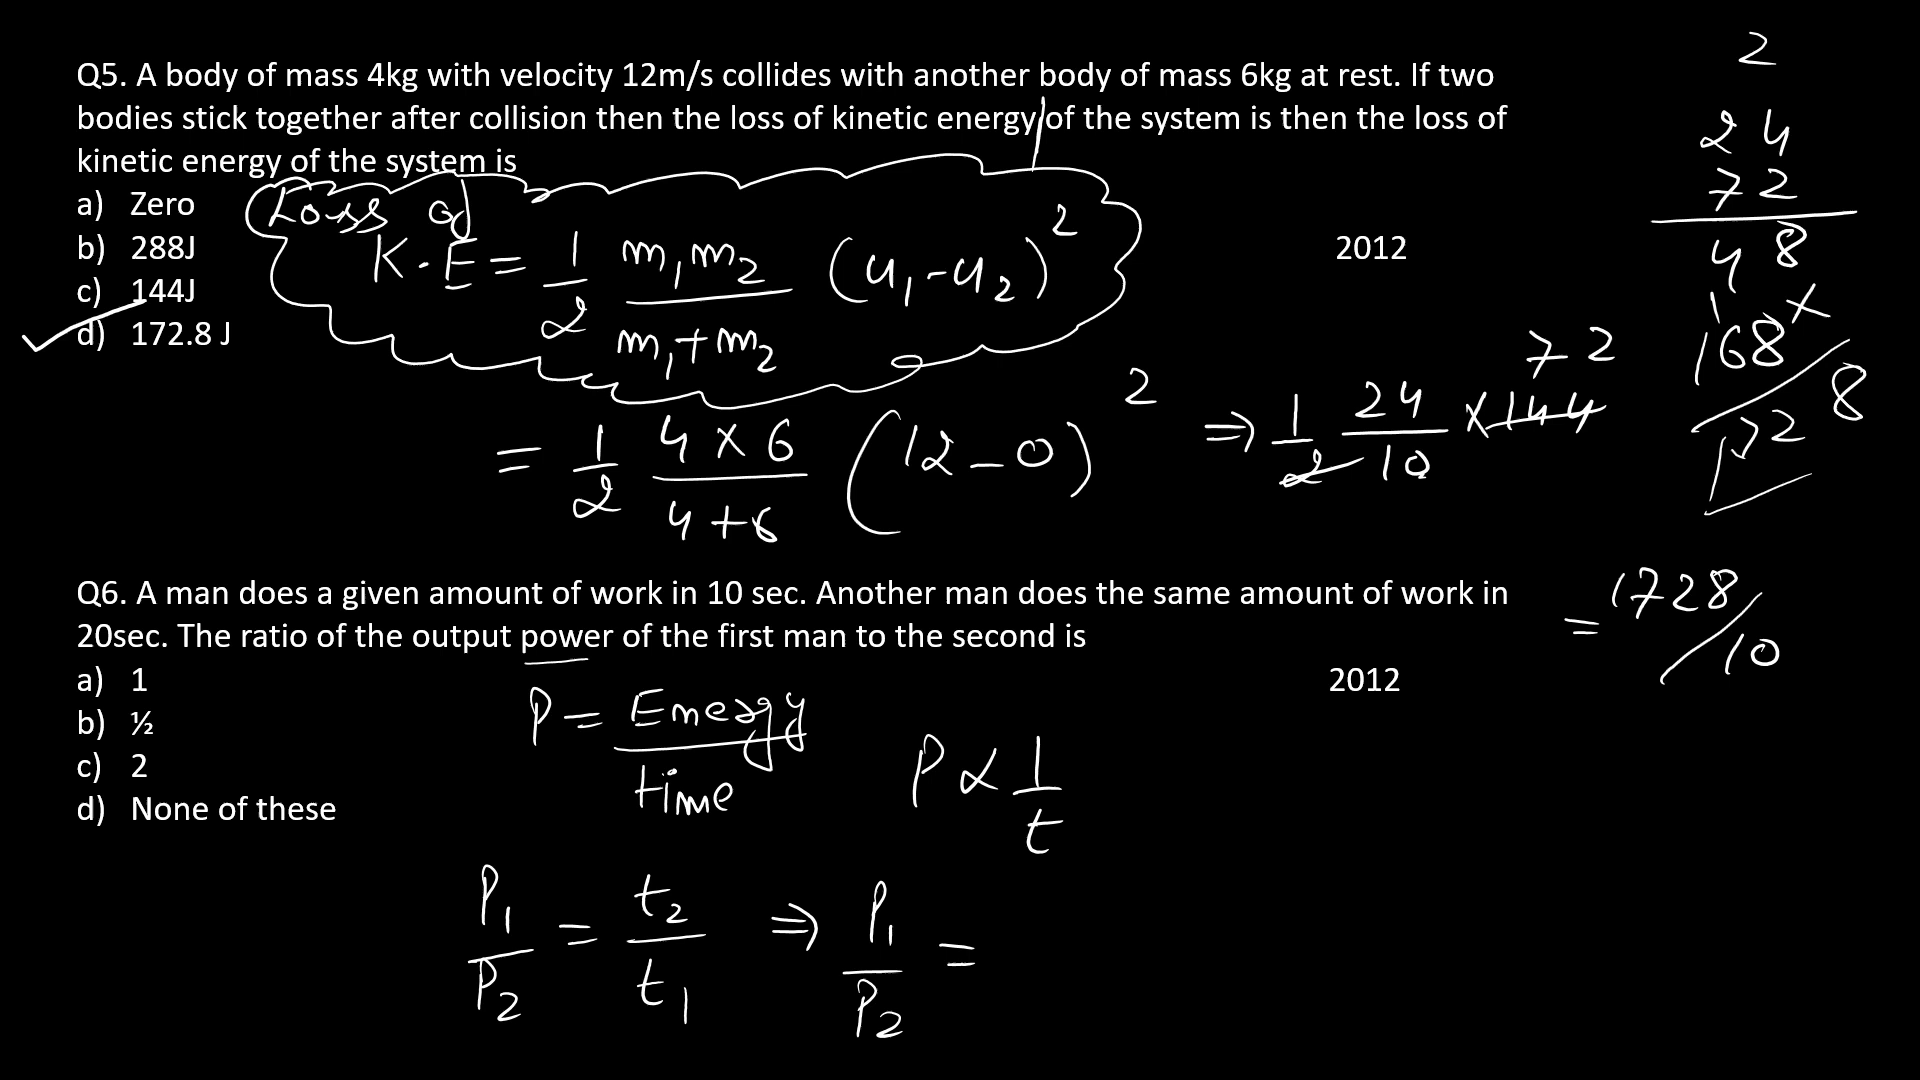 Q5. A body of mass 4kg with velocity 12m/s collides with another body of mass 6kg at rest. If two
bodies stick together after collision then the loss of kinetic energy of the system is then the loss of
kinetic energy of the system is
a) Zero
b) 288J
c) 144J
d) 172.8 J
2012
Loss of
K.E = 1/2 m₁m₂/(m₁+m₂) (u₁-u₂)²
= 1/2 4×6/(4+6) (12-0)² ⇒ 1/2 24/10 ×144
72
2
24
72
48
1
168×
1728
= 1728/10
Q6. A man does a given amount of work in 10 sec. Another man does the same amount of work in
20sec. The ratio of the output power of the first man to the second is
a) 1
b) ½
c) 2
d) None of these
2012
P = Energy/time
P ∝ 1/t
P₁/P₂ = t₂/t₁ ⇒ P₁/P₂ =